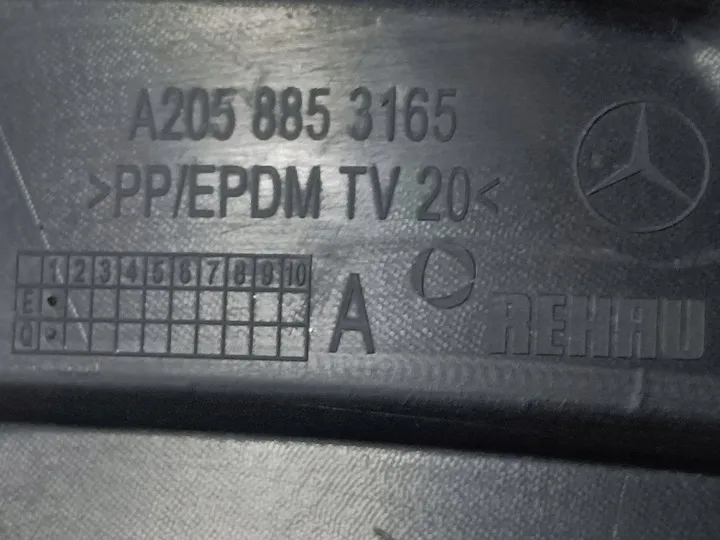 A205 885 3165
>PP/EPDM TV 20<
1 2 3 4 5 6 7 8 9 10
E
Q
A
REHAU